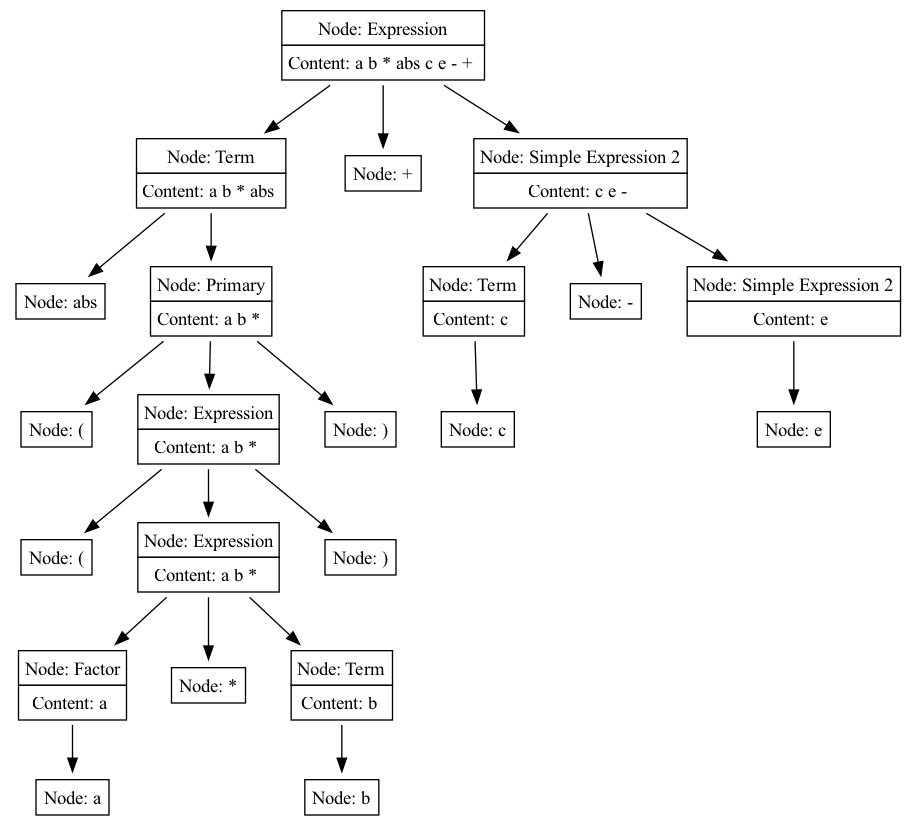 Node: Expression
Content: a b * abs c e - +
Node: Term
Content: a b * abs
Node: +
Node: Simple Expression 2
Content: c e -
Node: abs
Node: Primary
Content: a b *
Node: Term
Content: c
Node: -
Node: Simple Expression 2
Content: e
Node: (
Node: Expression
Content: a b *
Node: )
Node: c
Node: e
Node: (
Node: Expression
Content: a b *
Node: )
Node: Factor
Content: a
Node: *
Node: Term
Content: b
Node: a
Node: b